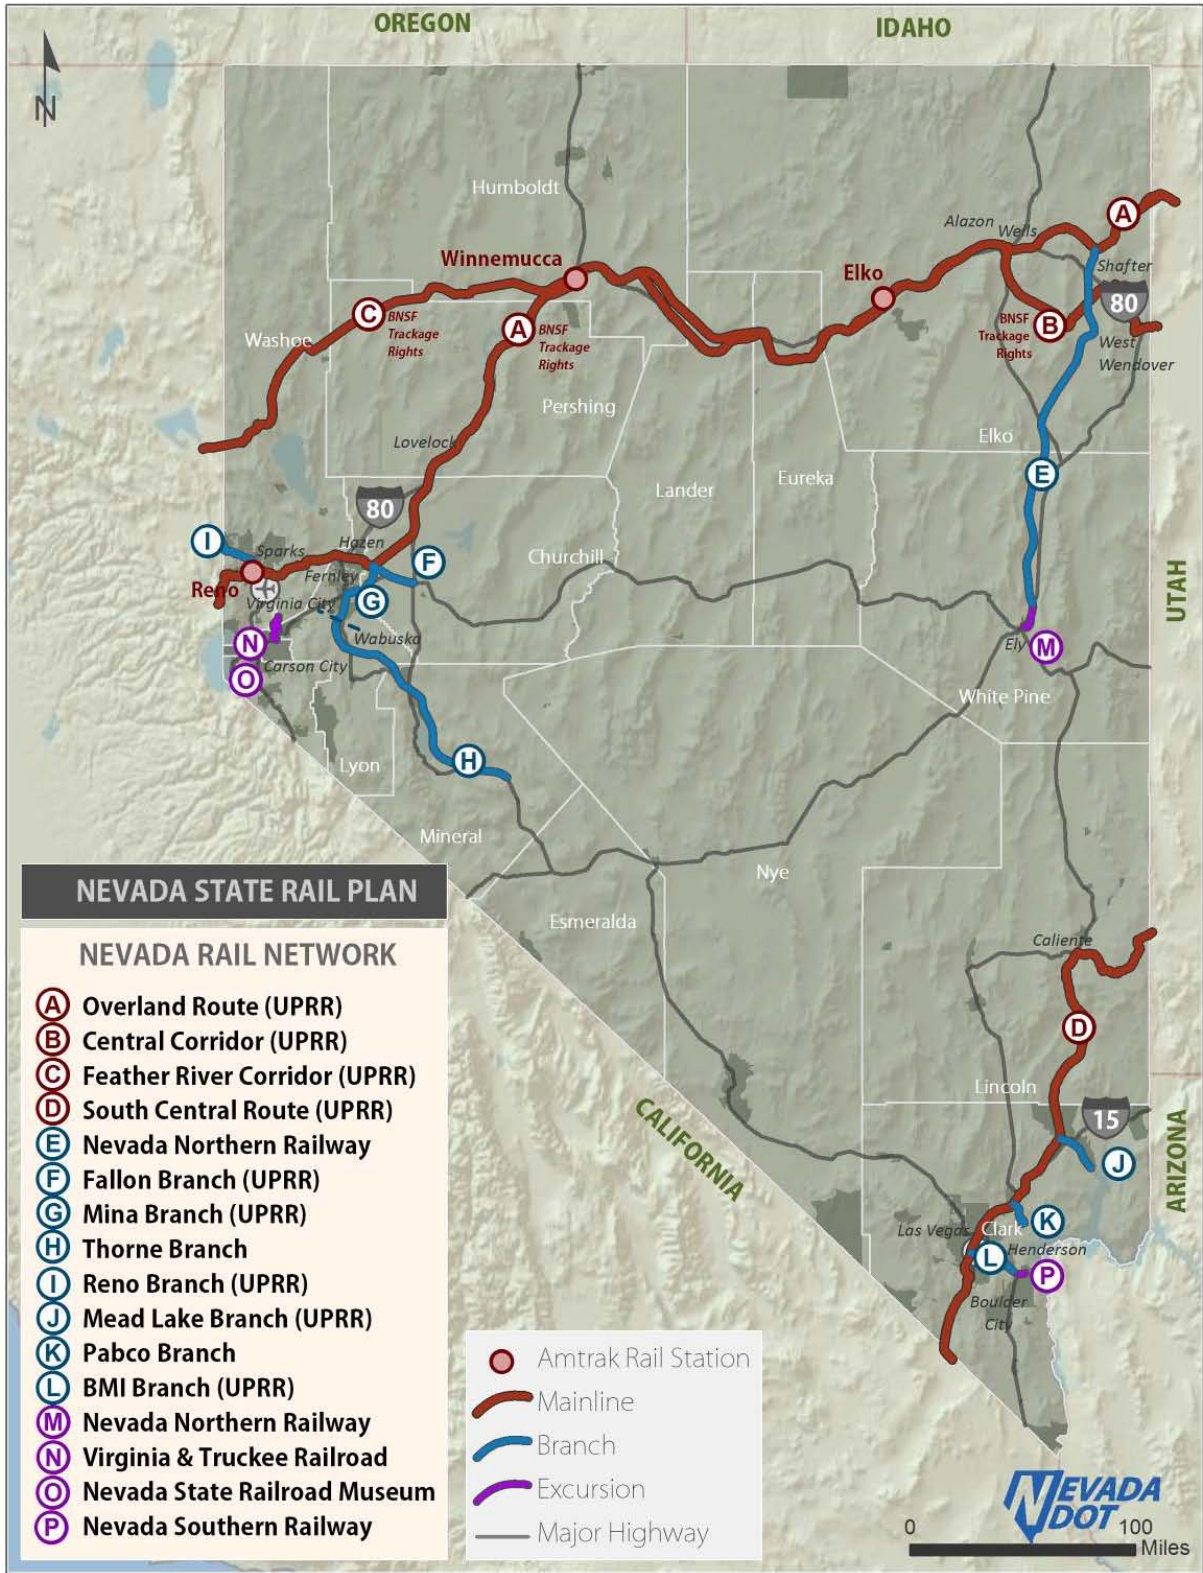 OREGON
IDAHO
N
Humboldt
A
Alazon
Wells
Winnemucca
Elko
Shafter
80
C
BNSF
Trackage
Rights
A
BNSF
Trackage
Rights
B
BNSF
Trackage
Rights
Washoe
West
Wendover
Pershing
Lovelock
Elko
E
Lander
Eureka
80
I
Sparks
Hazen
Churchill
F
UTAH
Reno
Fernley
G
Virginia City
Wabuska
N
Ely
M
Carson City
O
White Pine
Lyon
H
Mineral
Nye
Esmeralda
Caliente
D
Lincoln
CALIFORNIA
15
J
ARIZONA
Las Vegas
Clark
K
L
Henderson
P
Boulder
City
NEVADA STATE RAIL PLAN
NEVADA RAIL NETWORK
A Overland Route (UPRR)
B Central Corridor (UPRR)
C Feather River Corridor (UPRR)
D South Central Route (UPRR)
E Nevada Northern Railway
F Fallon Branch (UPRR)
G Mina Branch (UPRR)
H Thorne Branch
I Reno Branch (UPRR)
J Mead Lake Branch (UPRR)
K Pabco Branch
L BMI Branch (UPRR)
M Nevada Northern Railway
N Virginia & Truckee Railroad
O Nevada State Railroad Museum
P Nevada Southern Railway
Amtrak Rail Station
Mainline
Branch
Excursion
Major Highway
NEVADA
DOT
0 100
Miles